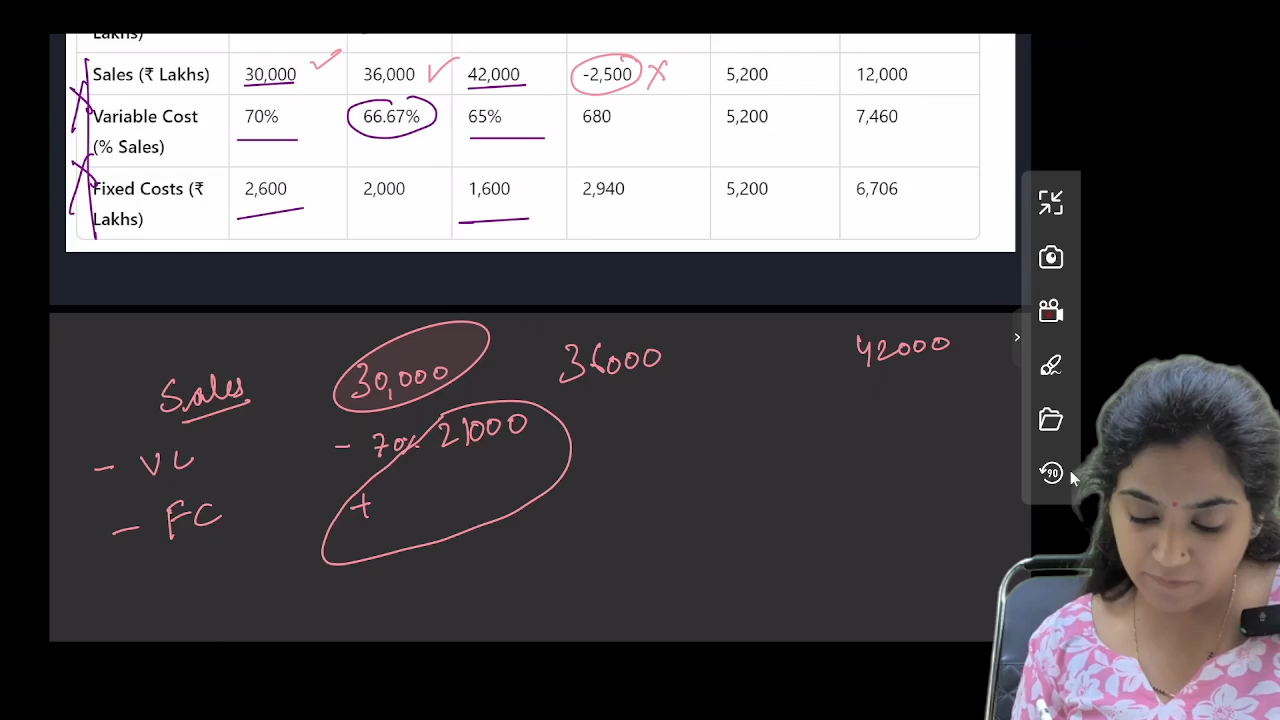 Lakhs)
Sales (₹ Lakhs) 30,000 36,000 42,000 -2,500 5,200 12,000
Variable Cost 70% 66.67% 65% 680 5,200 7,460
(% Sales)
Fixed Costs (₹ 2,600 2,000 1,600 2,940 5,200 6,706
Lakhs)
Sales 30,000 36000 42000
- VC - 70% 21000
- FC +
90